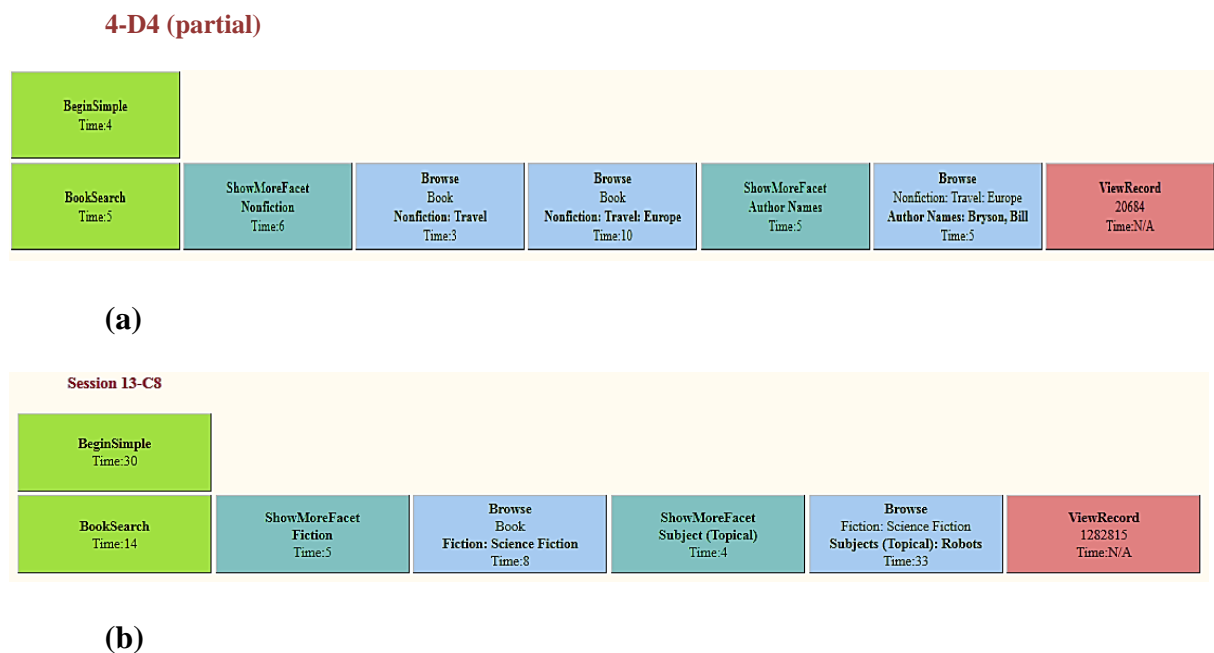 4-D4 (partial)
BeginSimple
Time:4
BookSearch
Time:5
ShowMoreFacet
Nonfiction
Time:6
Browse
Book
Nonfiction: Travel
Time:3
Browse
Book
Nonfiction: Travel: Europe
Time:10
ShowMoreFacet
Author Names
Time:5
Browse
Nonfiction: Travel: Europe
Author Names: Bryson, Bill
Time:5
ViewRecord
20684
Time:N/A
(a)
Session 13-C8
BeginSimple
Time:30
BookSearch
Time:14
ShowMoreFacet
Fiction
Time:5
Browse
Book
Fiction: Science Fiction
Time:8
ShowMoreFacet
Subject (Topical)
Time:4
Browse
Fiction: Science Fiction
Subjects (Topical): Robots
Time:33
ViewRecord
1282815
Time:N/A
(b)